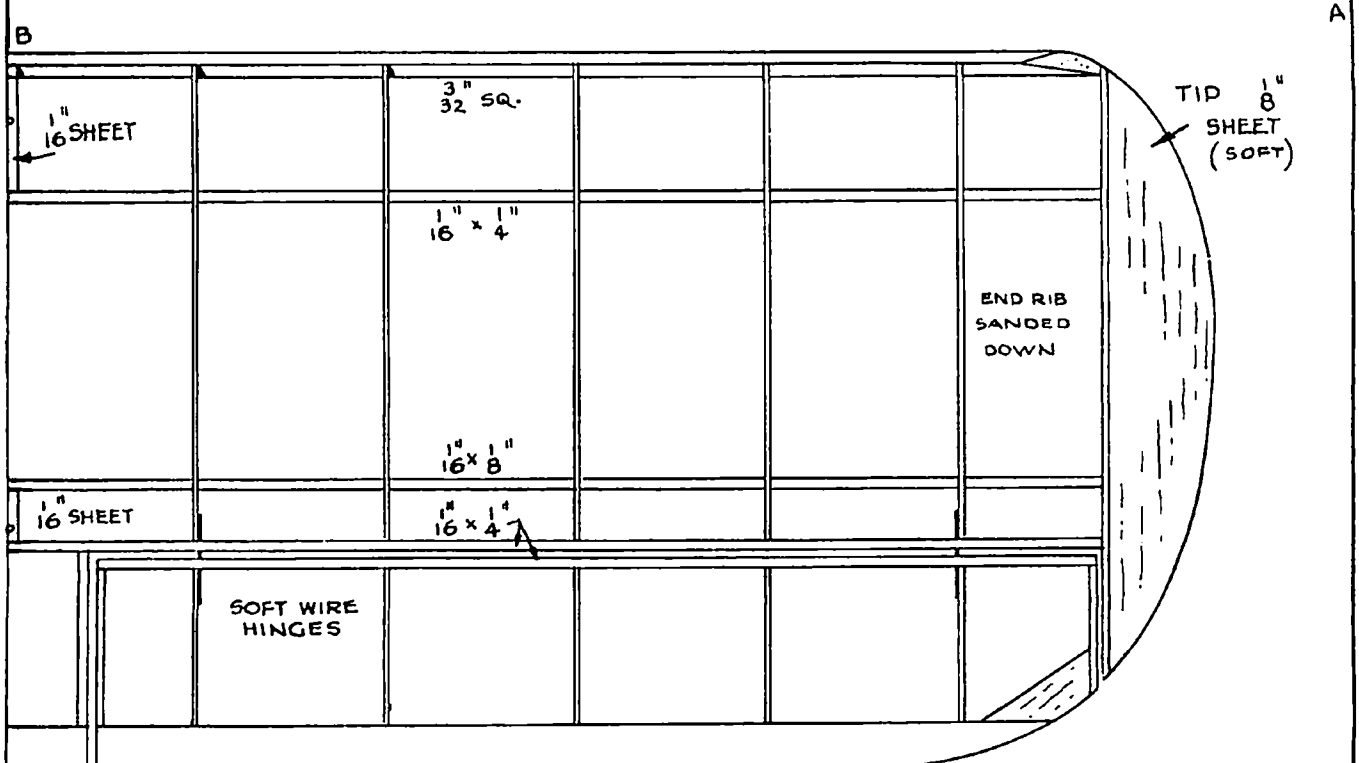 B
A
3/32" SQ.
TIP 1/8"
SHEET
(SOFT)
1/16" SHEET
1/16" x 1/4"
END RIB
SANDED
DOWN
1/16" x 1/8"
1/16" SHEET
1/16" x 1/4"
SOFT WIRE
HINGES